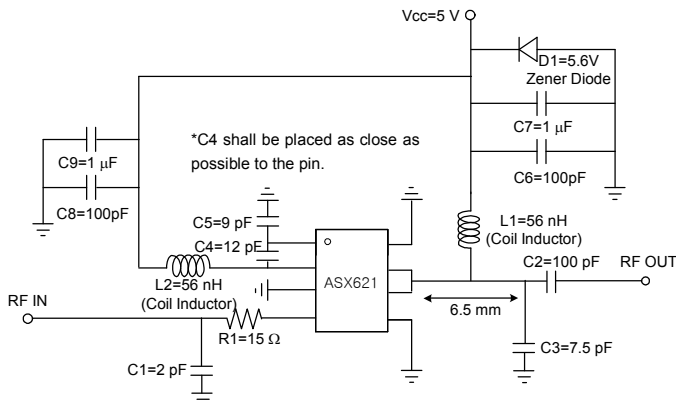 Vcc=5 V
D1=5.6V
Zener Diode
*C4 shall be placed as close as
possible to the pin.
C7=1 μF
C9=1 μF
C6=100pF
C8=100pF
C5=9 pF
L1=56 nH
(Coil Inductor)
C4=12 pF
C2=100 pF
RF OUT
L2=56 nH
(Coil Inductor)
ASX621
RF IN
6.5 mm
R1=15 Ω
C3=7.5 pF
C1=2 pF